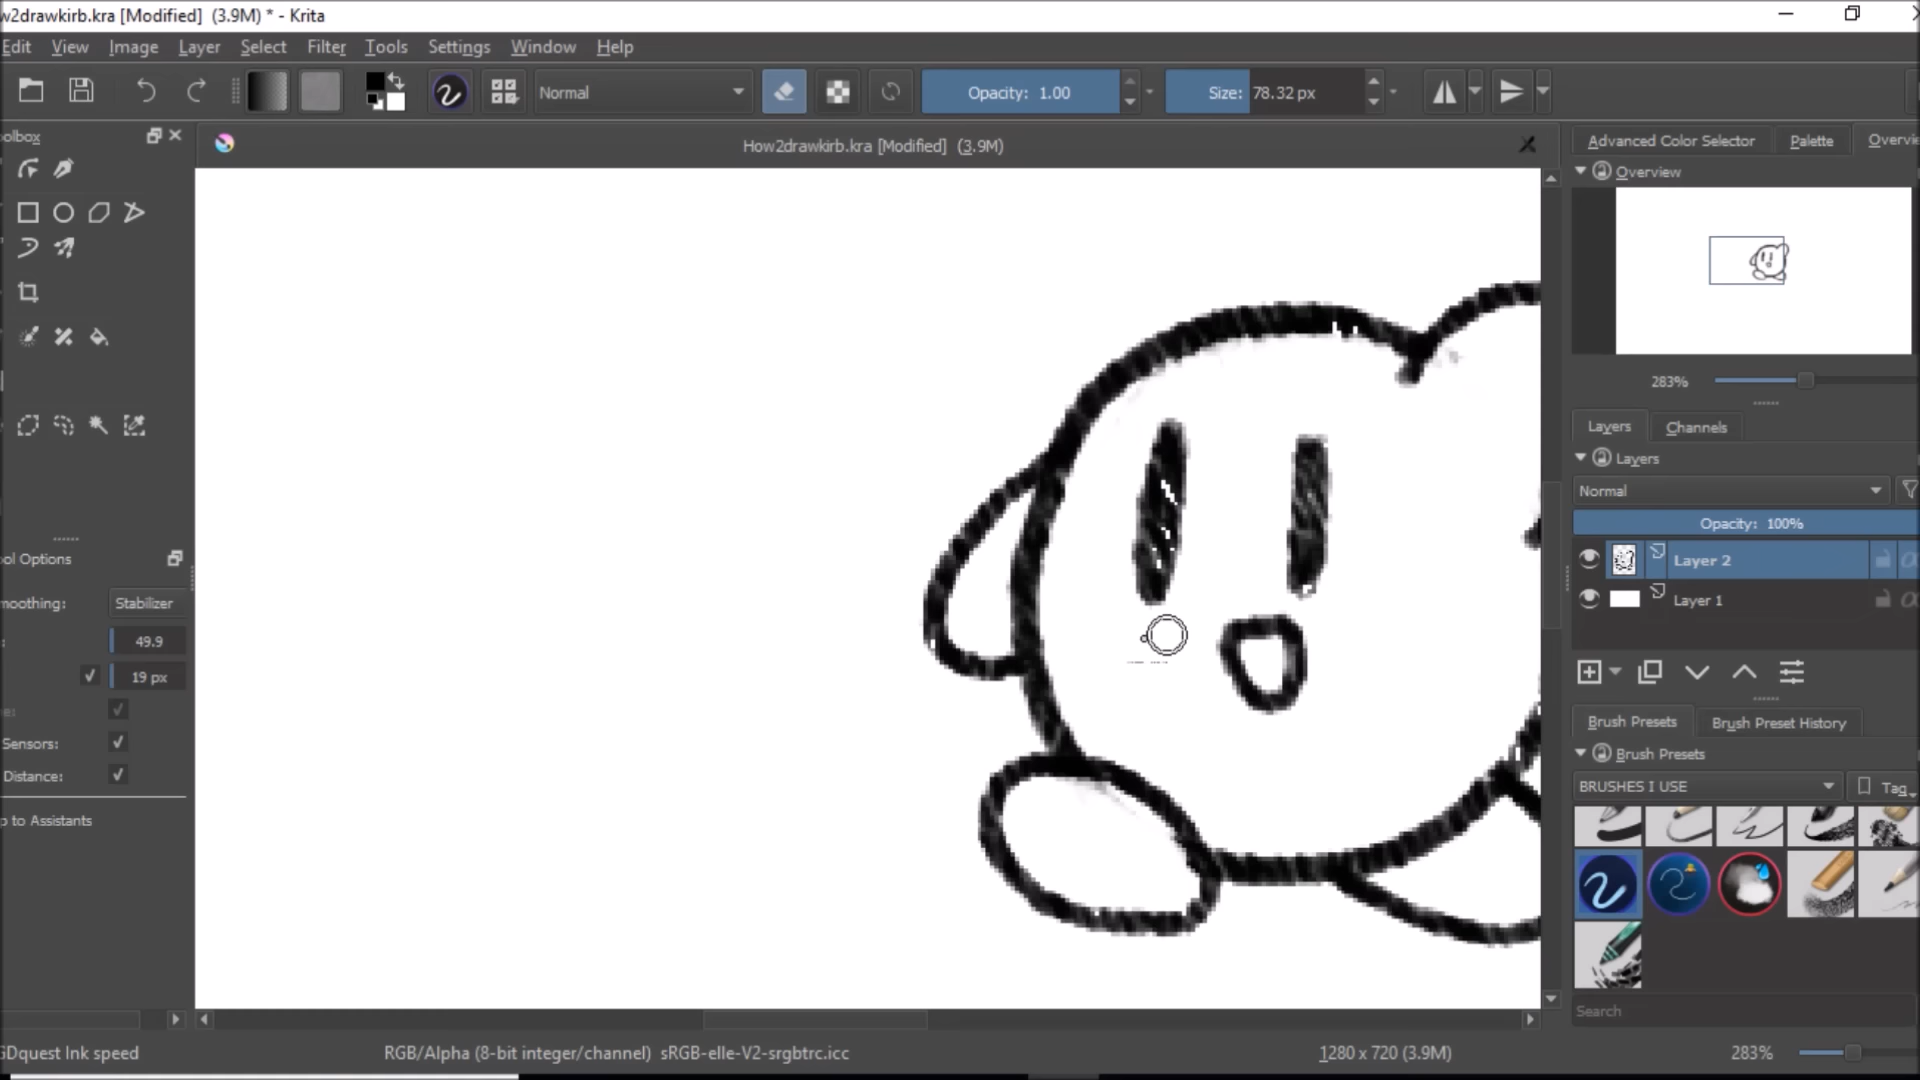 w2drawkirb.kra [Modified] (3.9M) * - Krita
Edit View Image Layer Select Filter Tools Settings Window Help
Normal Opacity: 1.00 Size: 78.32 px
oolbox
How2drawkirb.kra [Modified] (3.9M)
Advanced Color Selector Palette Overvie
Overview
283%
Layers Channels
Layers
Normal
Opacity: 100%
Layer 2
Layer 1
ool Options
moothing: Stabilizer
49.9
19 px
Sensors:
Distance:
p to Assistants
Brush Presets Brush Preset History
Brush Presets
BRUSHES I USE Tag
Search
GDquest Ink speed RGB/Alpha (8-bit integer/channel) sRGB-elle-V2-srgbtrc.icc 1280 x 720 (3.9M) 283%